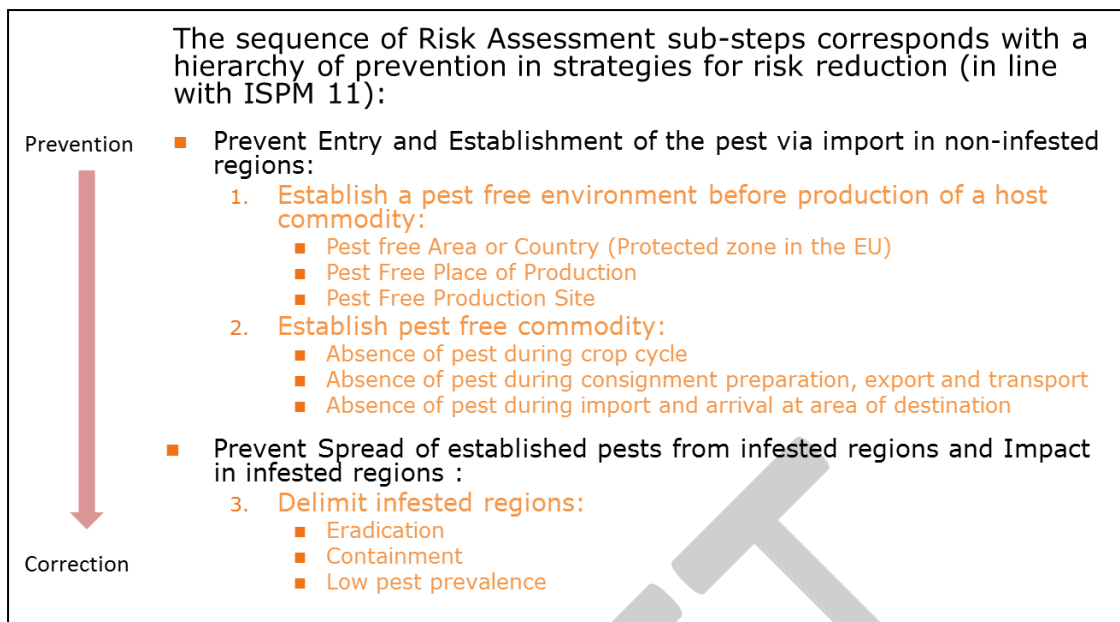 The sequence of Risk Assessment sub-steps corresponds with a
hierarchy of prevention in strategies for risk reduction (in line
with ISPM 11):
Prevention
■ Prevent Entry and Establishment of the pest via import in non-infested
regions:
1. Establish a pest free environment before production of a host
commodity:
■ Pest free Area or Country (Protected zone in the EU)
■ Pest Free Place of Production
■ Pest Free Production Site
2. Establish pest free commodity:
■ Absence of pest during crop cycle
■ Absence of pest during consignment preparation, export and transport
■ Absence of pest during import and arrival at area of destination
■ Prevent Spread of established pests from infested regions and Impact
in infested regions :
3. Delimit infested regions:
■ Eradication
■ Containment
■ Low pest prevalence
Correction